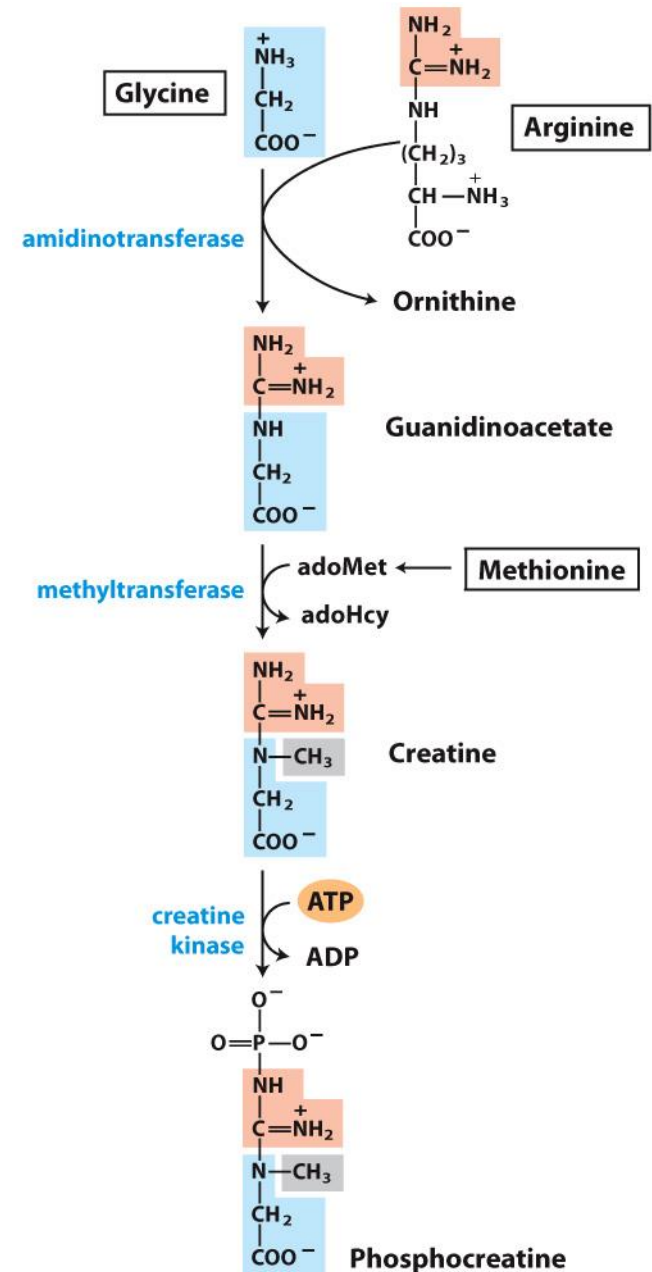 NH₃⁺
Glycine
CH₂
COO⁻
NH₂
C=NH₂⁺
NH
Arginine
(CH₂)₃
CH—NH₃⁺
COO⁻
amidinotransferase
Ornithine
NH₂
C=NH₂⁺
NH
Guanidinoacetate
CH₂
COO⁻
adoMet
Methionine
methyltransferase
adoHcy
NH₂
C=NH₂⁺
N—CH₃
Creatine
CH₂
COO⁻
ATP
creatine
kinase
ADP
O⁻
O=P—O⁻
NH
C=NH₂⁺
N—CH₃
CH₂
COO⁻
Phosphocreatine